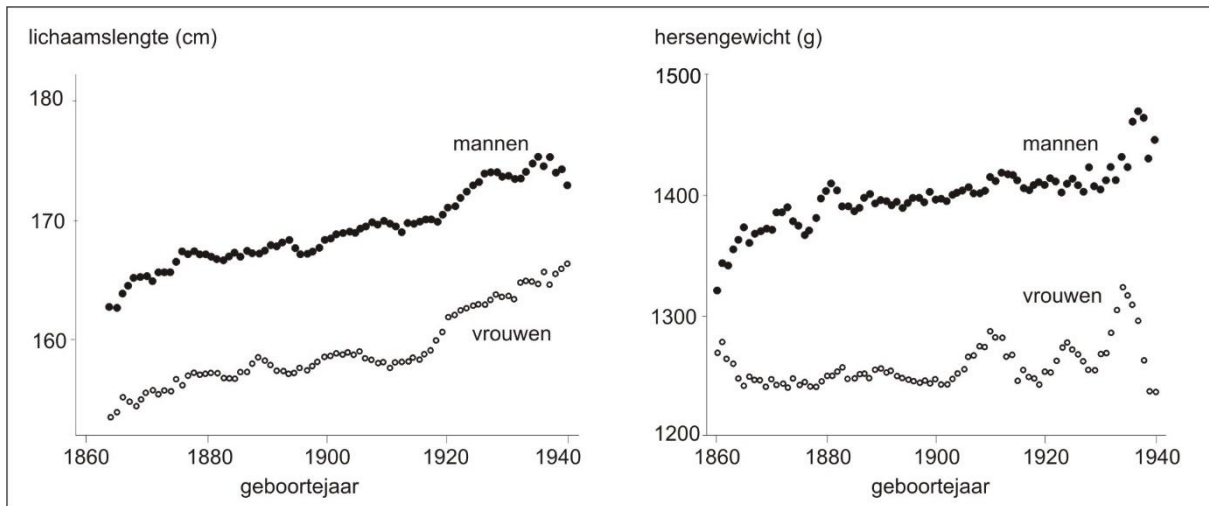 lichaamslengte (cm)
180
170
160
mannen
vrouwen
1860 1880 1900 1920 1940
geboortejaar
hersengewicht (g)
1500
1400
1300
1200
mannen
vrouwen
1860 1880 1900 1920 1940
geboortejaar